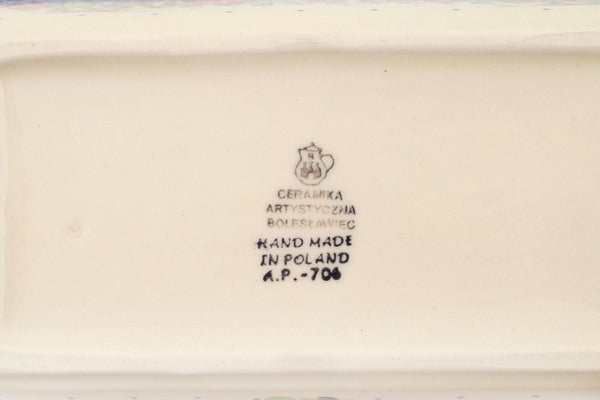 CERAMIKA
ARTYSTYCZNA
BOLESŁAWIEC
HAND MADE
IN POLAND
A.P.-706